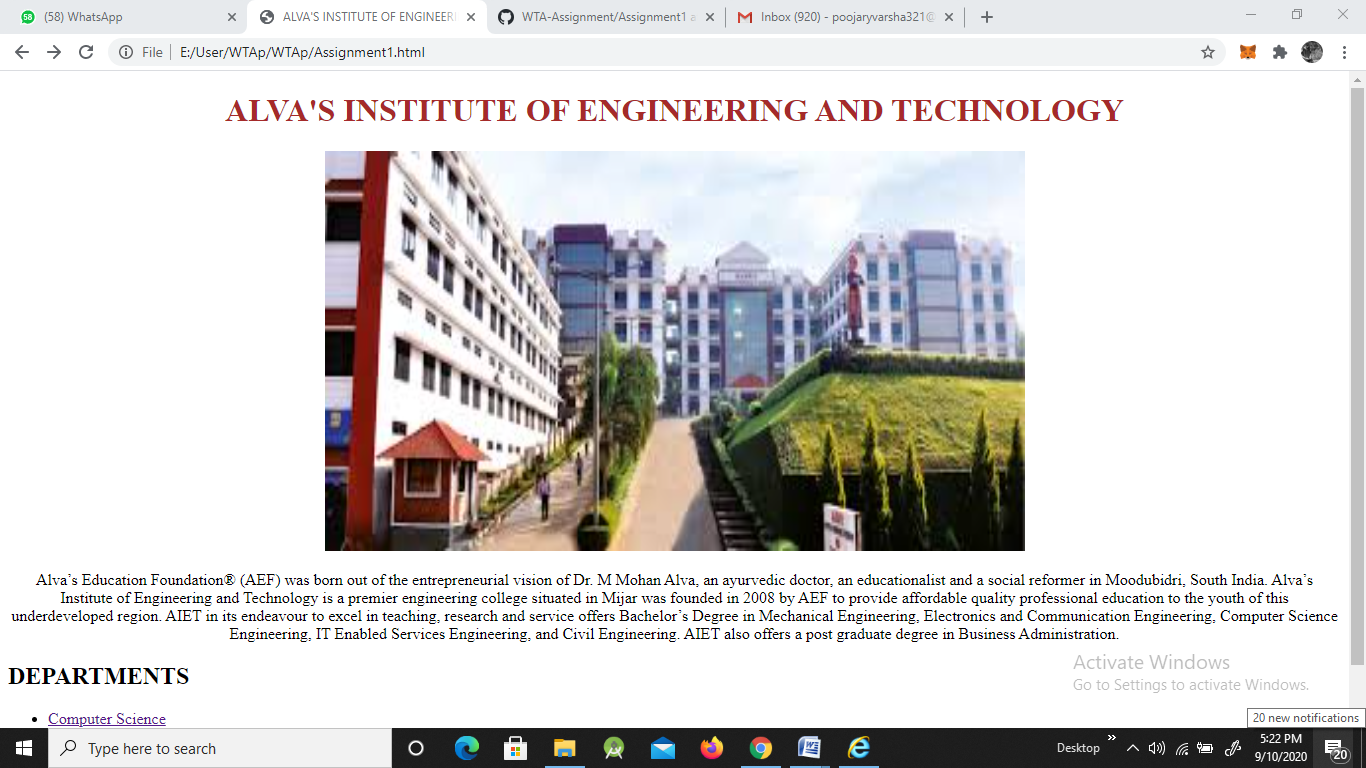 58 (58) WhatsApp
ALVA'S INSTITUTE OF ENGINEERI
WTA-Assignment/Assignment1 a
Inbox (920) - poojaryvarsha321@
File E:/User/WTAp/WTAp/Assignment1.html
ALVA'S INSTITUTE OF ENGINEERING AND TECHNOLOGY
Alva’s Education Foundation® (AEF) was born out of the entrepreneurial vision of Dr. M Mohan Alva, an ayurvedic doctor, an educationalist and a social reformer in Moodubidri, South India. Alva’s
Institute of Engineering and Technology is a premier engineering college situated in Mijar was founded in 2008 by AEF to provide affordable quality professional education to the youth of this
underdeveloped region. AIET in its endeavour to excel in teaching, research and service offers Bachelor’s Degree in Mechanical Engineering, Electronics and Communication Engineering, Computer Science
Engineering, IT Enabled Services Engineering, and Civil Engineering. AIET also offers a post graduate degree in Business Administration.
DEPARTMENTS
Computer Science
Activate Windows
Go to Settings to activate Windows.
20 new notifications
Type here to search
Desktop
5:22 PM
9/10/2020
20